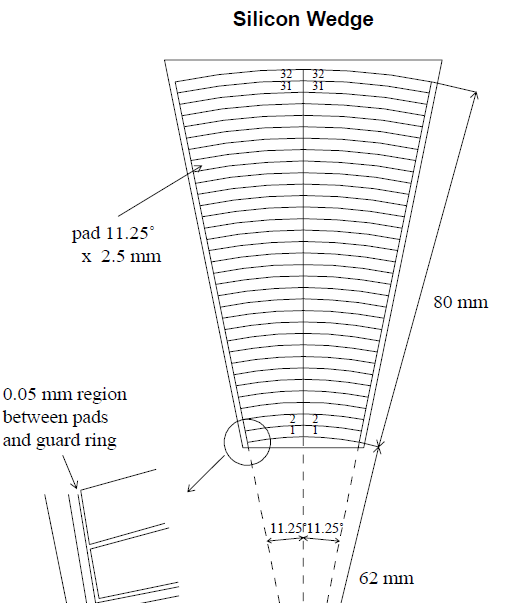 Silicon Wedge
32 32
31 31
pad 11.25°
x 2.5 mm
80 mm
0.05 mm region
between pads
and guard ring
2 2
1 1
11.25° 11.25°
62 mm